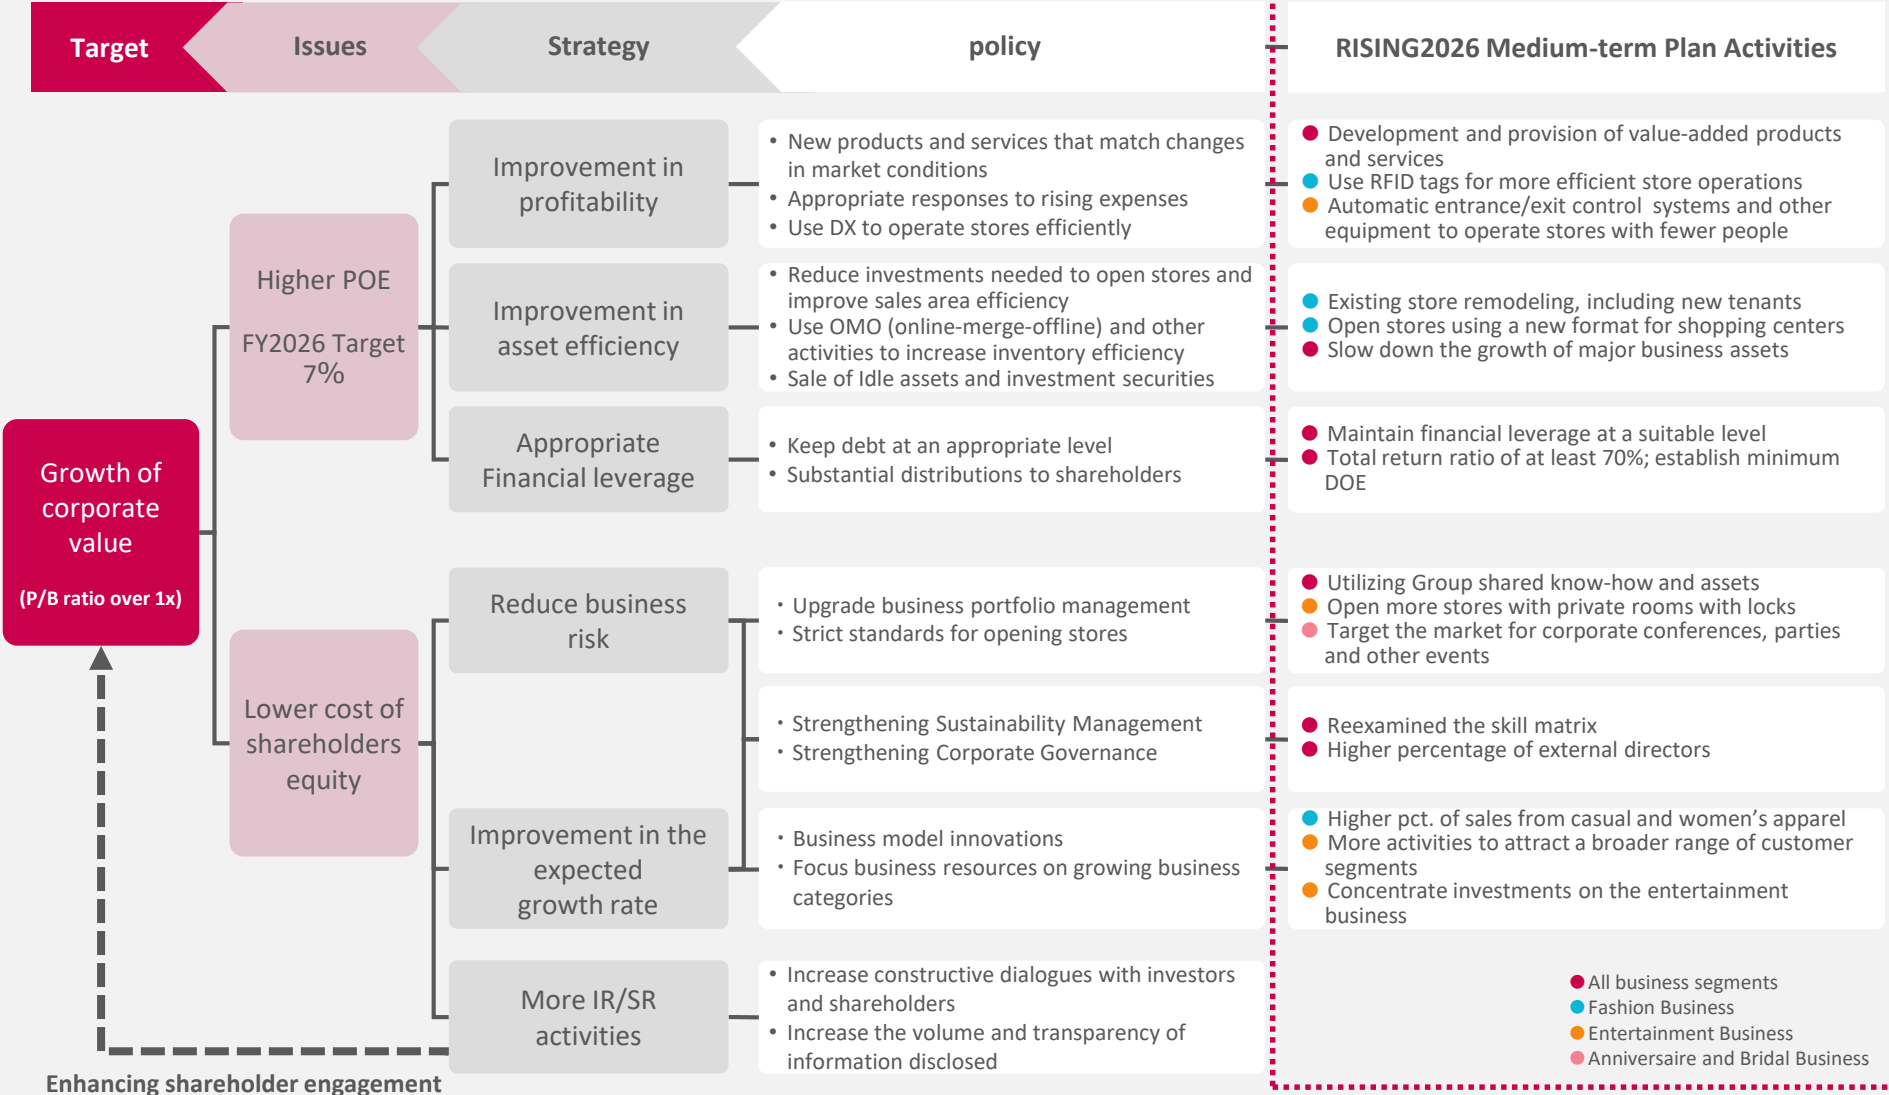 Target
Issues
Strategy
policy
RISING2026 Medium-term Plan Activities
Growth of
corporate
value
(P/B ratio over 1x)
Higher POE
FY2026 Target
7%
Improvement in
profitability
• New products and services that match changes
in market conditions
• Appropriate responses to rising expenses
• Use DX to operate stores efficiently
● Development and provision of value-added products
and services
● Use RFID tags for more efficient store operations
● Automatic entrance/exit control systems and other
equipment to operate stores with fewer people
Improvement in
asset efficiency
• Reduce investments needed to open stores and
improve sales area efficiency
• Use OMO (online-merge-offline) and other
activities to increase inventory efficiency
• Sale of Idle assets and investment securities
● Existing store remodeling, including new tenants
● Open stores using a new format for shopping centers
● Slow down the growth of major business assets
Appropriate
Financial leverage
• Keep debt at an appropriate level
• Substantial distributions to shareholders
● Maintain financial leverage at a suitable level
● Total return ratio of at least 70%; establish minimum
DOE
Lower cost of
shareholders
equity
Reduce business
risk
・Upgrade business portfolio management
・Strict standards for opening stores
● Utilizing Group shared know-how and assets
● Open more stores with private rooms with locks
● Target the market for corporate conferences, parties
and other events
・Strengthening Sustainability Management
・Strengthening Corporate Governance
● Reexamined the skill matrix
● Higher percentage of external directors
Improvement in the
expected
growth rate
・Business model innovations
・Focus business resources on growing business
categories
● Higher pct. of sales from casual and women's apparel
● More activities to attract a broader range of customer
segments
● Concentrate investments on the entertainment
business
More IR/SR
activities
• Increase constructive dialogues with investors
and shareholders
• Increase the volume and transparency of
information disclosed
●All business segments
●Fashion Business
●Entertainment Business
●Anniversaire and Bridal Business
Enhancing shareholder engagement